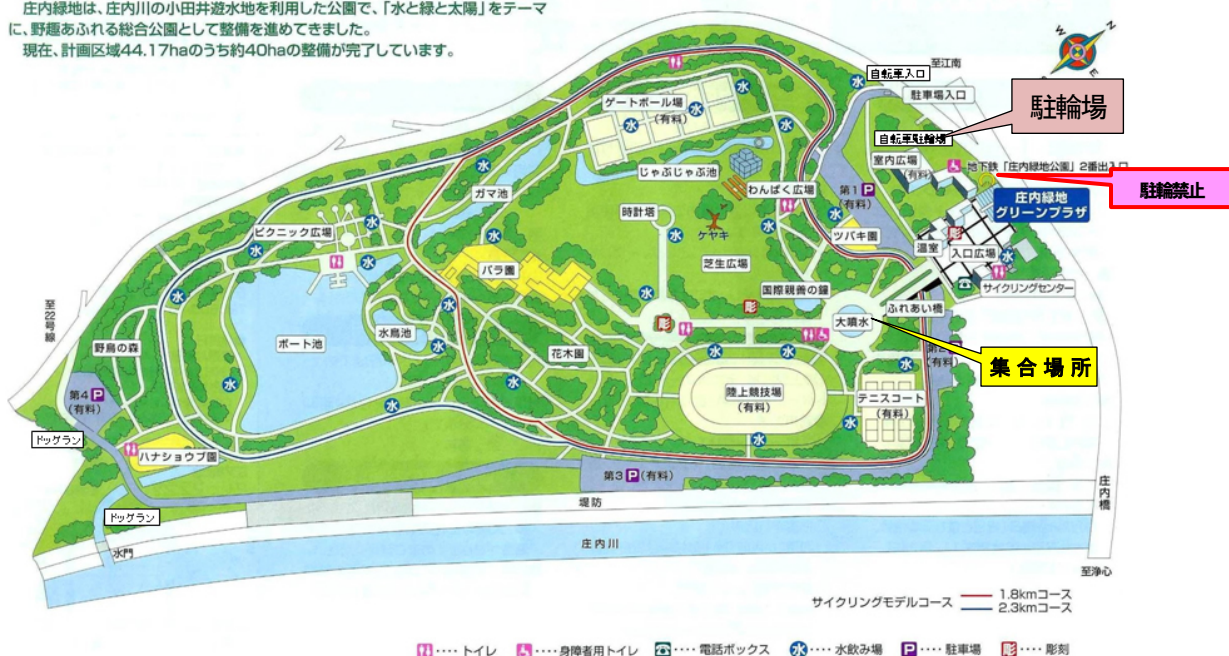 庄内緑地は、庄内川の小田井遊水地を利用した公園で、「水と緑と太陽」をテーマ
に、野趣あふれる総合公園として整備を進めてきました。
現在、計画区域44.17haのうち約40haの整備が完了しています。
W
N
E
至江南
自転車入口
駐車場入口
駐輪場
ゲートボール場
(有料)
自転車駐輪場
室内広場
(有料)
地下鉄「庄内緑地公園」2番出入口
駐輪禁止
じゃぶじゃぶ池
わんぱく広場
第1 P
(有料)
庄内緑地
グリーンプラザ
ガマ池
時計塔
ケヤキ
ツバキ園
ピクニック広場
温室
彫
入口広場
バラ園
芝生広場
国際親善の鐘
サイクリングセンター
ふれあい橋
大噴水
至22号線
水鳥池
彫
彫
野鳥の森
ボート池
花木園
第2 P
(有料)
集合場所
第4 P
(有料)
陸上競技場
(有料)
テニスコート
(有料)
ドッグラン
ハナショウブ園
第3 P (有料)
ドッグラン
堤防
庄内橋
水門
庄内川
至浄心
サイクリングモデルコース
1.8kmコース
2.3kmコース
‥‥トイレ ‥‥身障者用トイレ ‥‥電話ボックス 水‥‥水飲み場 P‥‥駐車場 彫‥‥彫刻